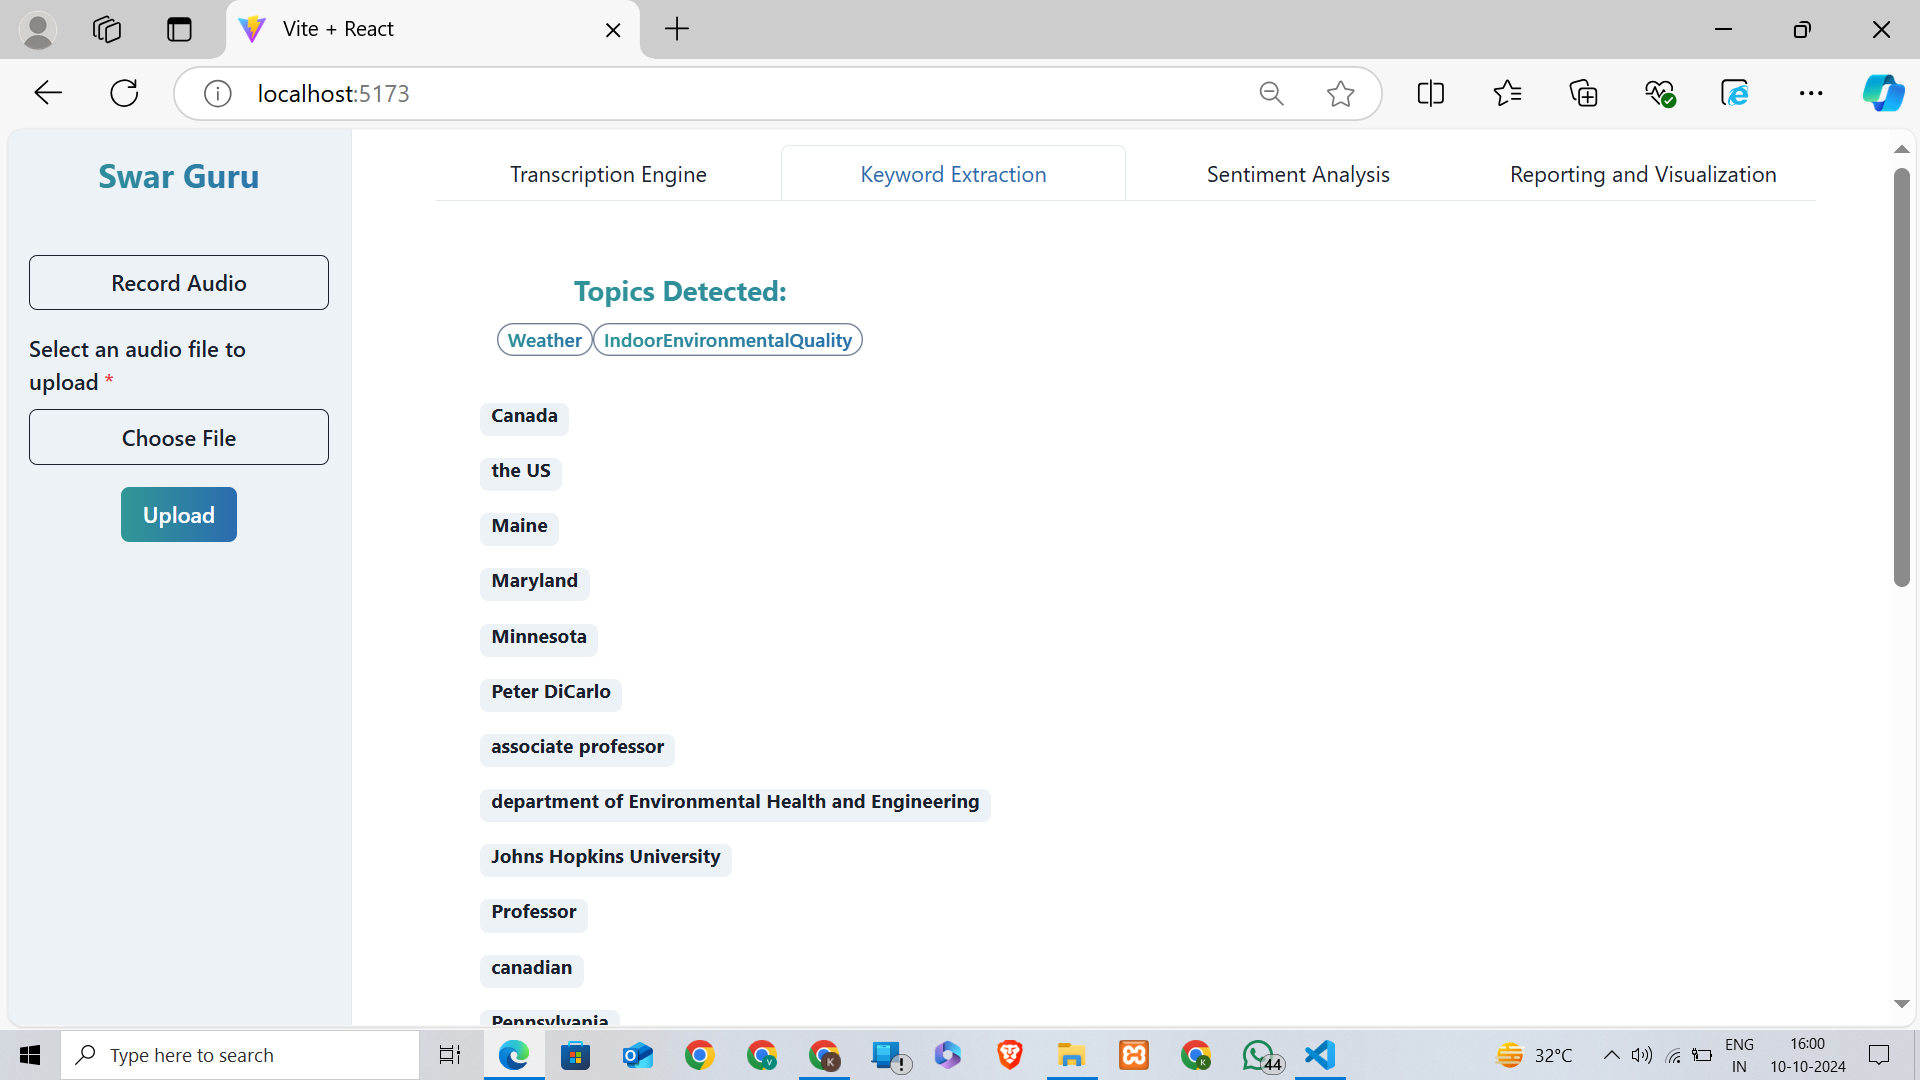 Vite + React
localhost:5173
Swar Guru
Record Audio
Select an audio file to
upload *
Choose File
Upload
Transcription Engine
Keyword Extraction
Sentiment Analysis
Reporting and Visualization
Topics Detected:
Weather
IndoorEnvironmentalQuality
Canada
the US
Maine
Maryland
Minnesota
Peter DiCarlo
associate professor
department of Environmental Health and Engineering
Johns Hopkins University
Professor
canadian
Pennsylvania
Type here to search
44
32°C
ENG
IN
16:00
10-10-2024